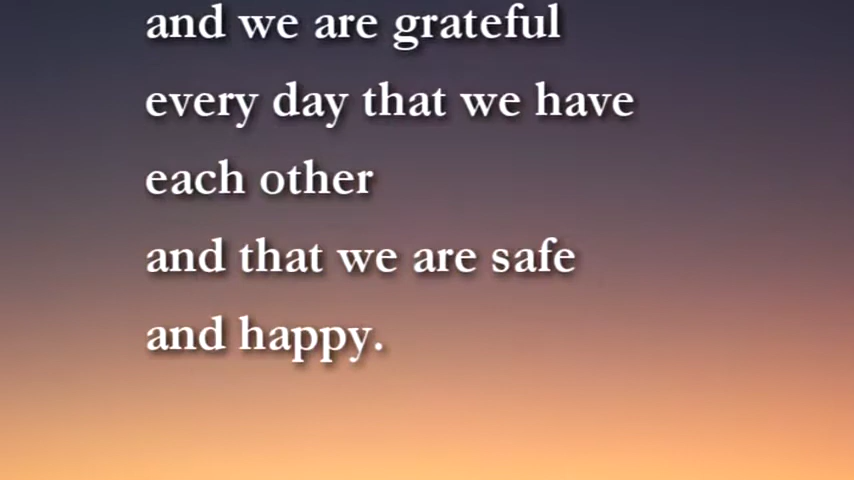 and we are grateful
every day that we have
each other
and that we are safe
and happy.